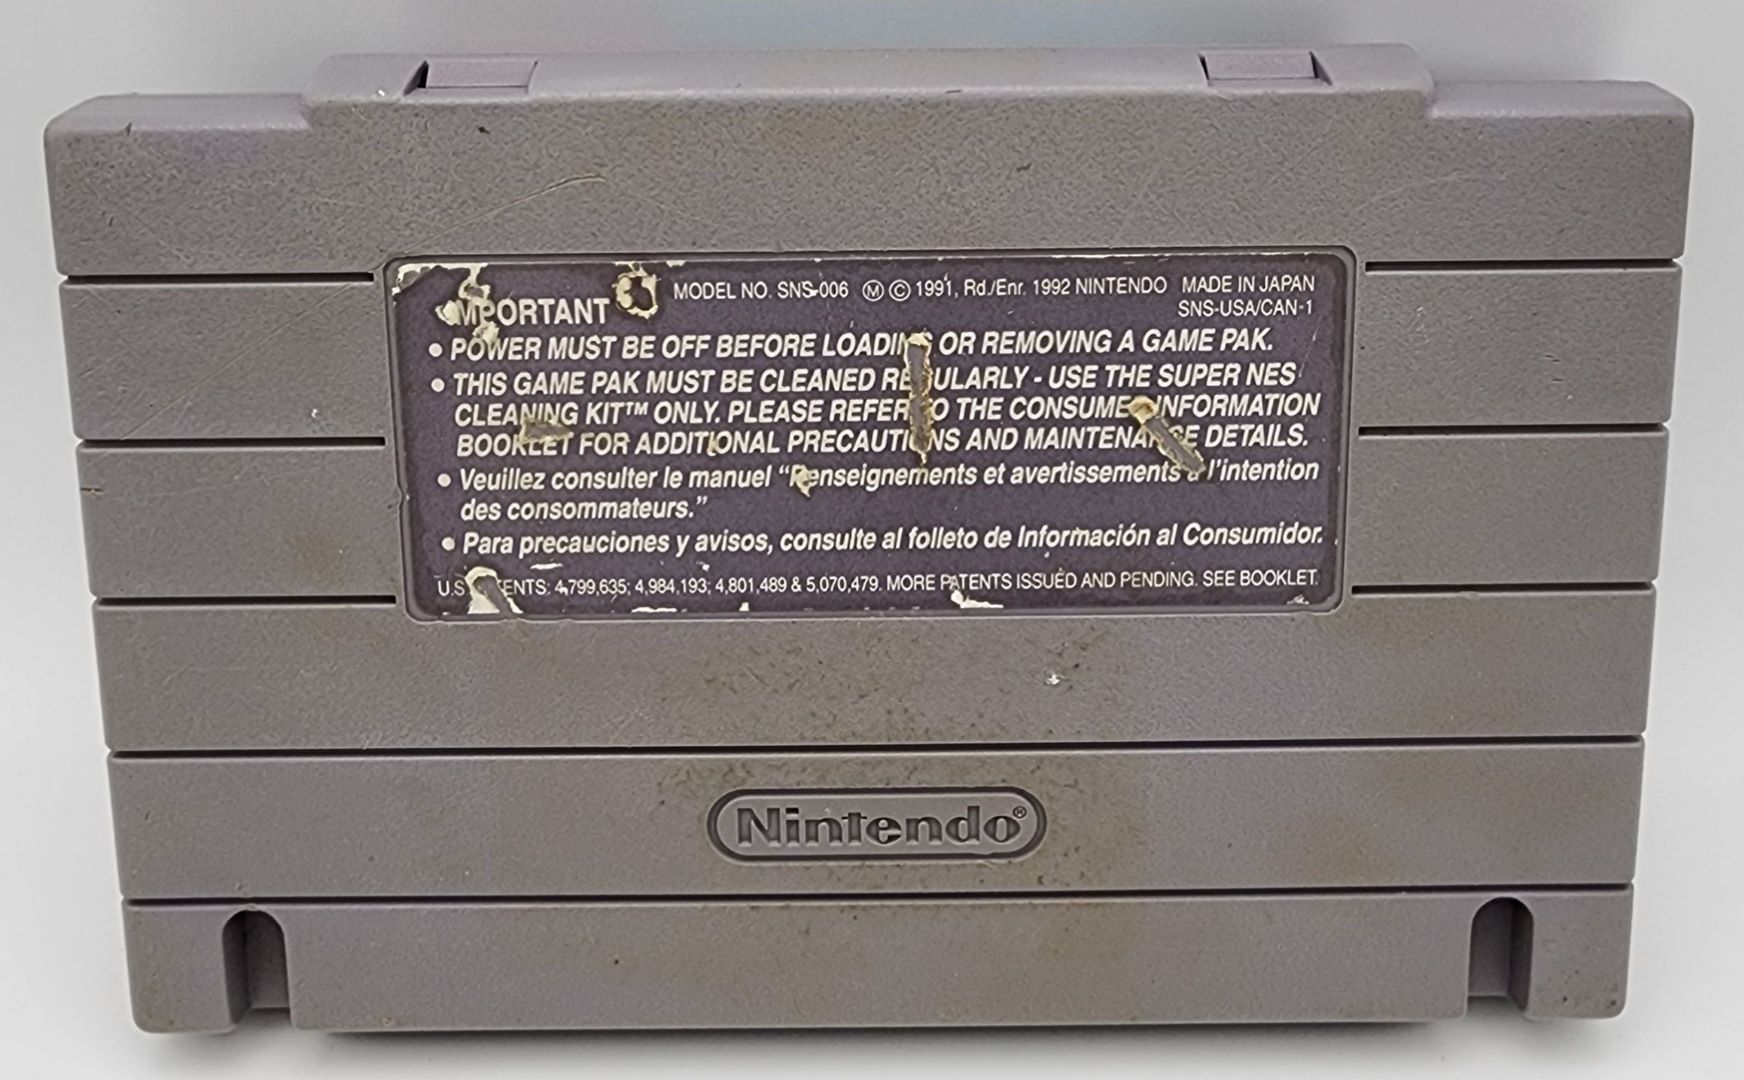 IMPORTANT MODEL NO. SNS-006 Ⓜ © 1991, Rd./Enr. 1992 NINTENDO MADE IN JAPAN
SNS-USA/CAN-1
• POWER MUST BE OFF BEFORE LOADING OR REMOVING A GAME PAK.
• THIS GAME PAK MUST BE CLEANED REGULARLY - USE THE SUPER NES
CLEANING KIT™ ONLY. PLEASE REFER TO THE CONSUMER INFORMATION
BOOKLET FOR ADDITIONAL PRECAUTIONS AND MAINTENANCE DETAILS.
• Veuillez consulter le manuel “Renseignements et avertissements à l'intention
des consommateurs.”
• Para precauciones y avisos, consulte al folleto de Información al Consumidor.
U.S. PATENTS: 4,799,635; 4,984,193; 4,801,489 & 5,070,479. MORE PATENTS ISSUED AND PENDING. SEE BOOKLET.
Nintendo®